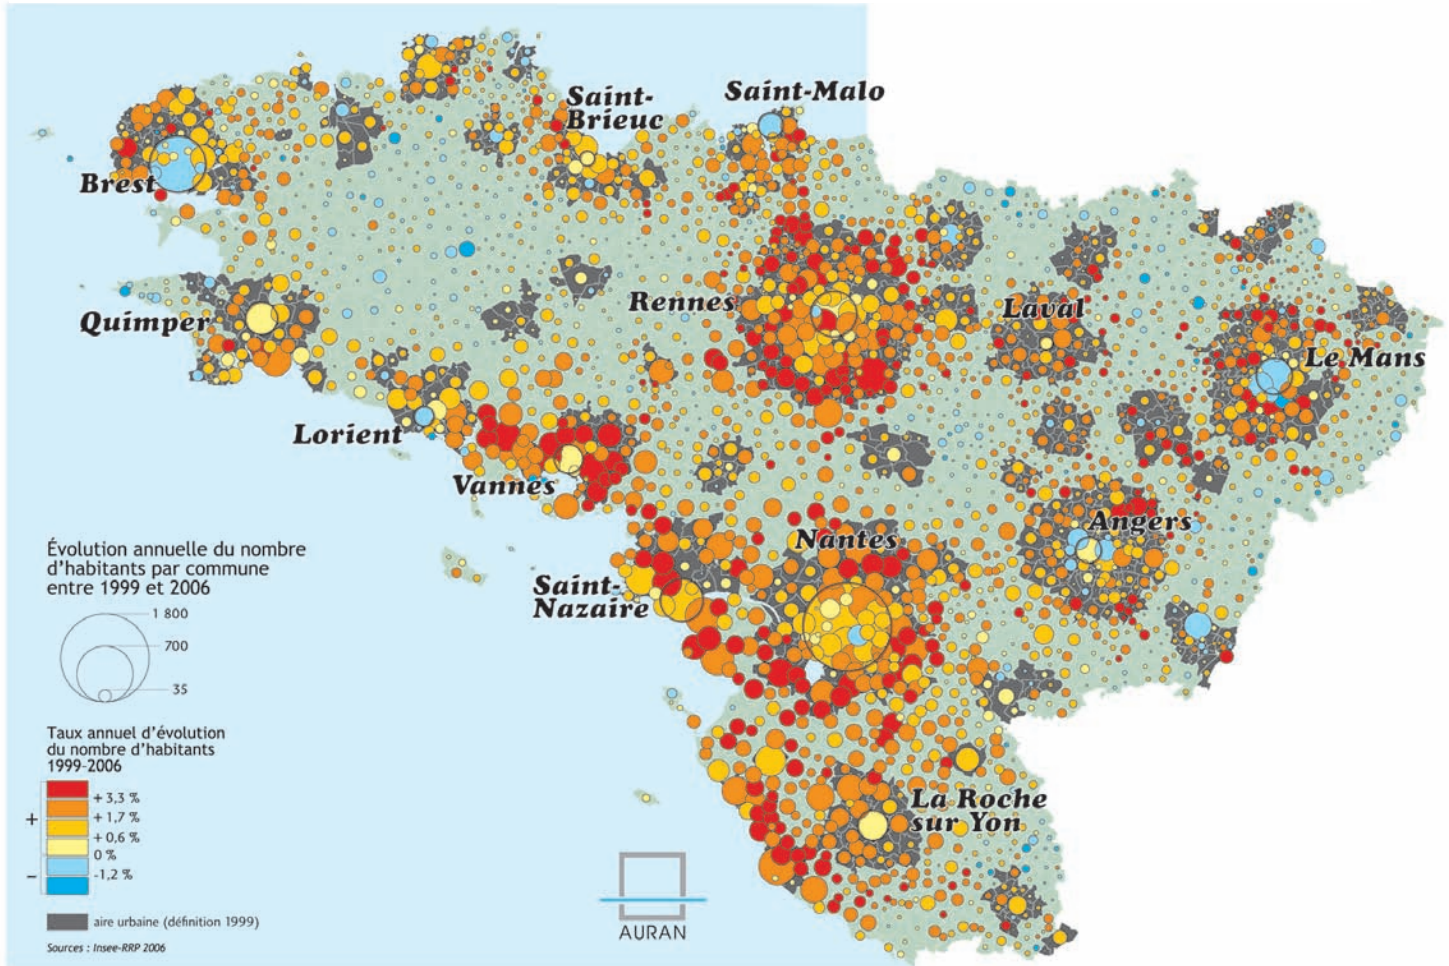 Saint-
Brieuc
Saint-Malo
Brest
Rennes
Laval
Quimper
Le Mans
Lorient
Vannes
Angers
Nantes
Saint-
Nazaire
La Roche
sur Yon
Évolution annuelle du nombre
d'habitants par commune
entre 1999 et 2006
1 800
700
35
Taux annuel d'évolution
du nombre d'habitants
1999-2006
+
+ 3,3 %
+ 1,7 %
+ 0,6 %
0 %
-1,2 %
–
aire urbaine (définition 1999)
Sources : Insee-RRP 2006
AURAN